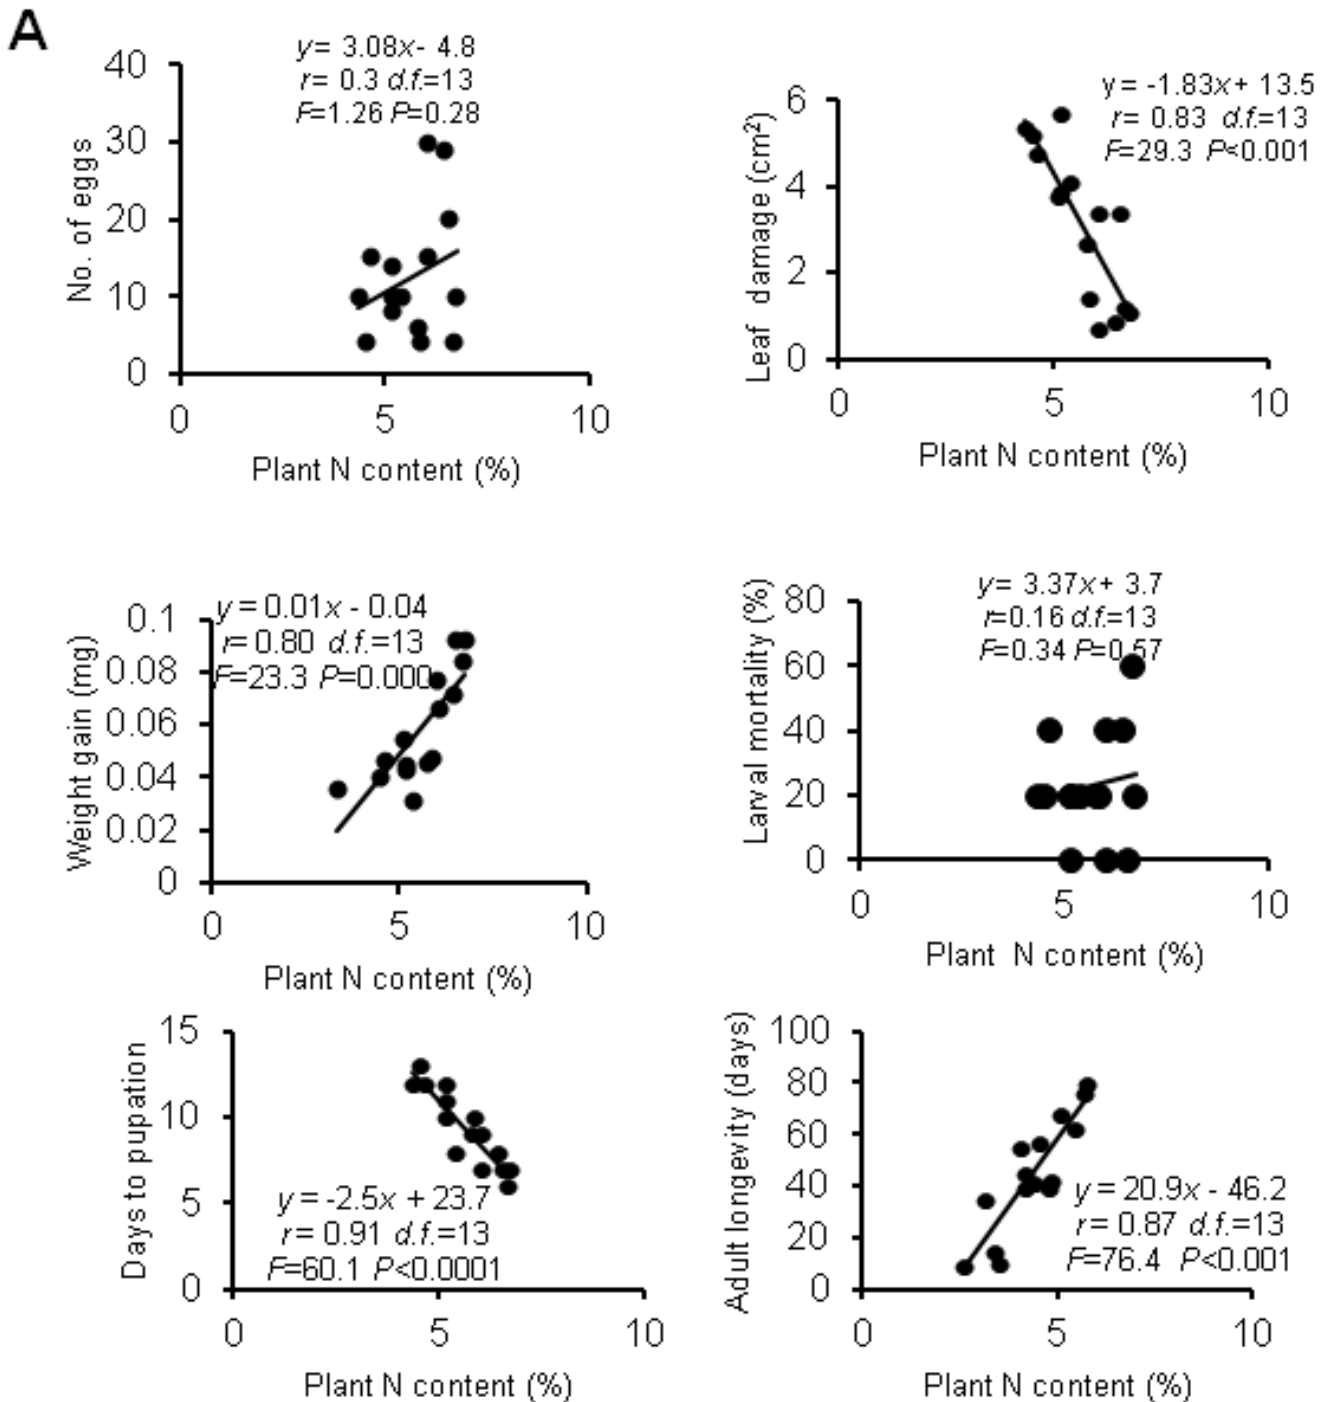 A
y= 3.08x- 4.8
r= 0.3 d.f.=13
F=1.26 P=0.28
No. of eggs
40
30
20
10
0
0 5 10
Plant N content (%)
y = -1.83x+ 13.5
r= 0.83 d.f.=13
F=29.3 P<0.001
Leaf damage (cm²)
6
4
2
0
0 5 10
Plant N content (%)
y = 0.01x - 0.04
r= 0.80 d.f.=13
F=23.3 P=0.000
Weight gain (mg)
0.1
0.08
0.06
0.04
0.02
0
0 5 10
Plant N content (%)
y= 3.37x+ 3.7
r=0.16 d.f.=13
F=0.34 P=0.57
Larval mortality (%)
80
60
40
20
0
0 5 10
Plant N content (%)
Days to pupation
15
10
5
0
y = -2.5x + 23.7
r= 0.91 d.f.=13
F=60.1 P<0.0001
0 5 10
Plant N content (%)
Adult longevity (days)
100
80
60
40
20
0
y = 20.9x - 46.2
r= 0.87 d.f.=13
F=76.4 P<0.001
0 5 10
Plant N content (%)